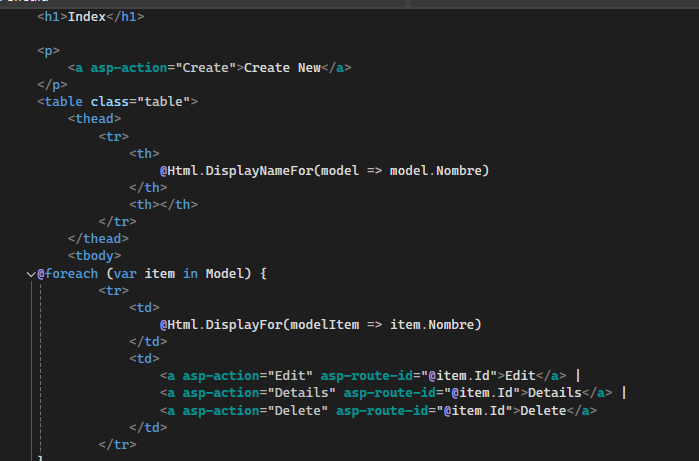 <h1>Index</h1>
<p>
<a asp-action="Create">Create New</a>
</p>
<table class="table">
<thead>
<tr>
<th>
@Html.DisplayNameFor(model => model.Nombre)
</th>
<th></th>
</tr>
</thead>
<tbody>
@foreach (var item in Model) {
<tr>
<td>
@Html.DisplayFor(modelItem => item.Nombre)
</td>
<td>
<a asp-action="Edit" asp-route-id="@item.Id">Edit</a> |
<a asp-action="Details" asp-route-id="@item.Id">Details</a> |
<a asp-action="Delete" asp-route-id="@item.Id">Delete</a>
</td>
</tr>